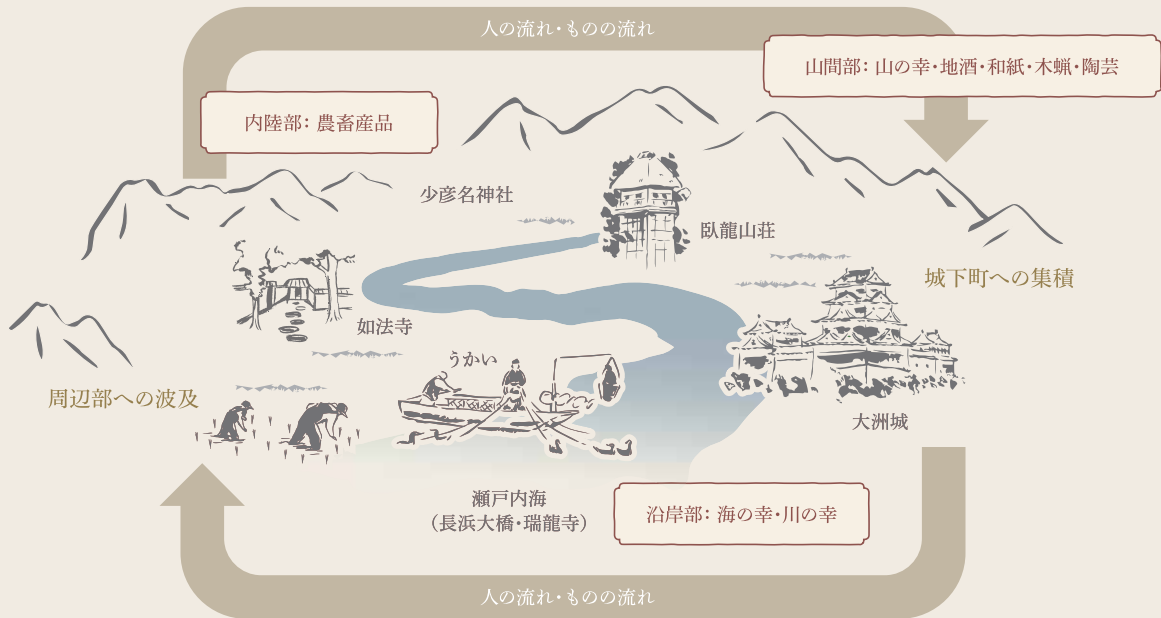 人の流れ・ものの流れ
山間部：山の幸・地酒・和紙・木蝋・陶芸
内陸部：農畜産品
少彦名神社
臥龍山荘
城下町への集積
如法寺
うかい
周辺部への波及
大洲城
瀬戸内海
（長浜大橋・瑞龍寺）
沿岸部：海の幸・川の幸
人の流れ・ものの流れ